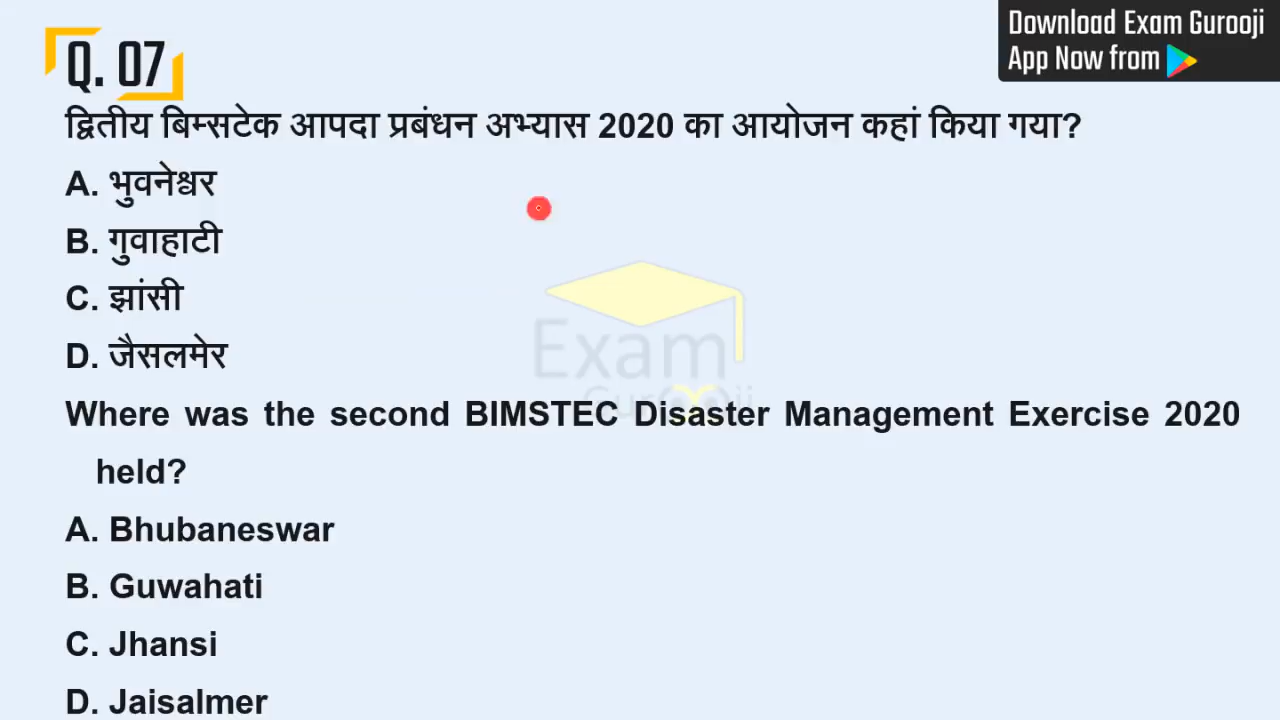 Download Exam Gurooji
App Now from
Q. 07
द्वितीय बिम्सटेक आपदा प्रबंधन अभ्यास 2020 का आयोजन कहां किया गया?
A. भुवनेश्वर
B. गुवाहाटी
C. झांसी
D. जैसलमेर
Exam
Gurooji
Where was the second BIMSTEC Disaster Management Exercise 2020
held?
A. Bhubaneswar
B. Guwahati
C. Jhansi
D. Jaisalmer